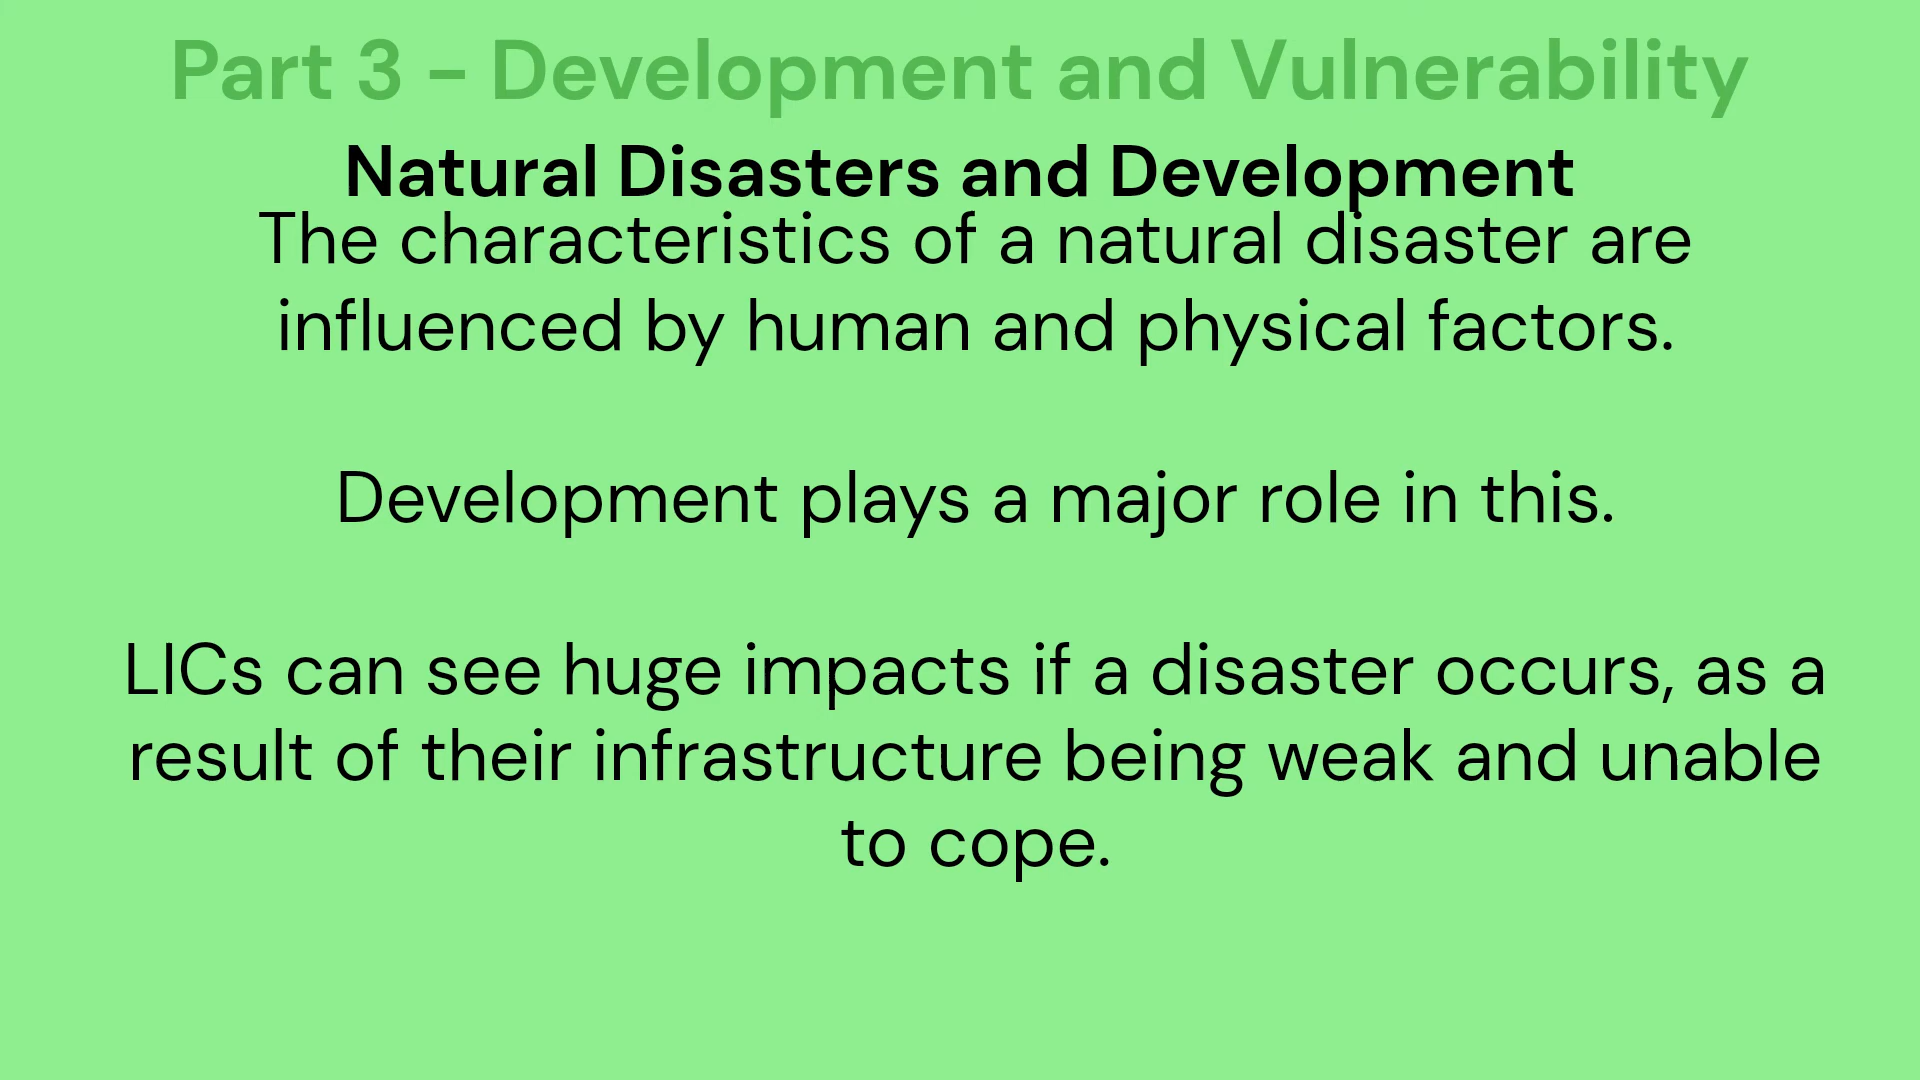 Part 3 - Development and Vulnerability
Natural Disasters and Development
The characteristics of a natural disaster are
influenced by human and physical factors.
Development plays a major role in this.
LICs can see huge impacts if a disaster occurs, as a
result of their infrastructure being weak and unable
to cope.